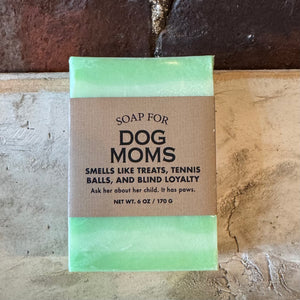 SOAP FOR
DOG
MOMS
SMELLS LIKE TREATS, TENNIS
BALLS, AND BLIND LOYALTY
Ask her about her child. It has paws.
NET WT. 6 OZ / 170 G